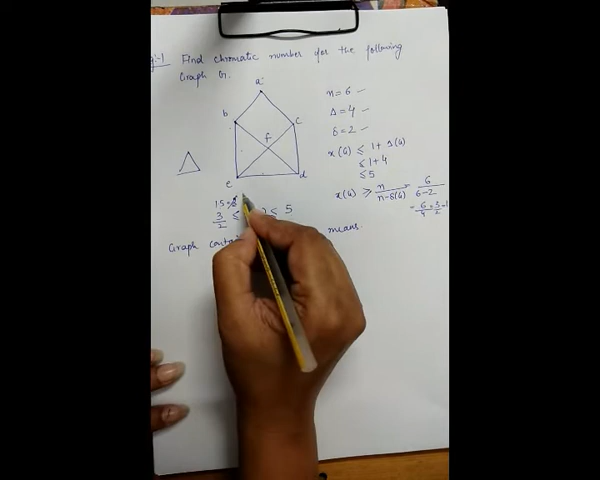 Q:-1 Find chromatic number for the following
Graph G.
a
b
c
f
e
d
n=6
Δ=4
δ=2
x(G) ≤ 1+Δ(G)
≤ 1+4
≤ 5
x(G) ≥ n/n-δ(G) = 6/6-2
= 6/4 = 3/2
3/2 ≤ ≤ 5
Graph means